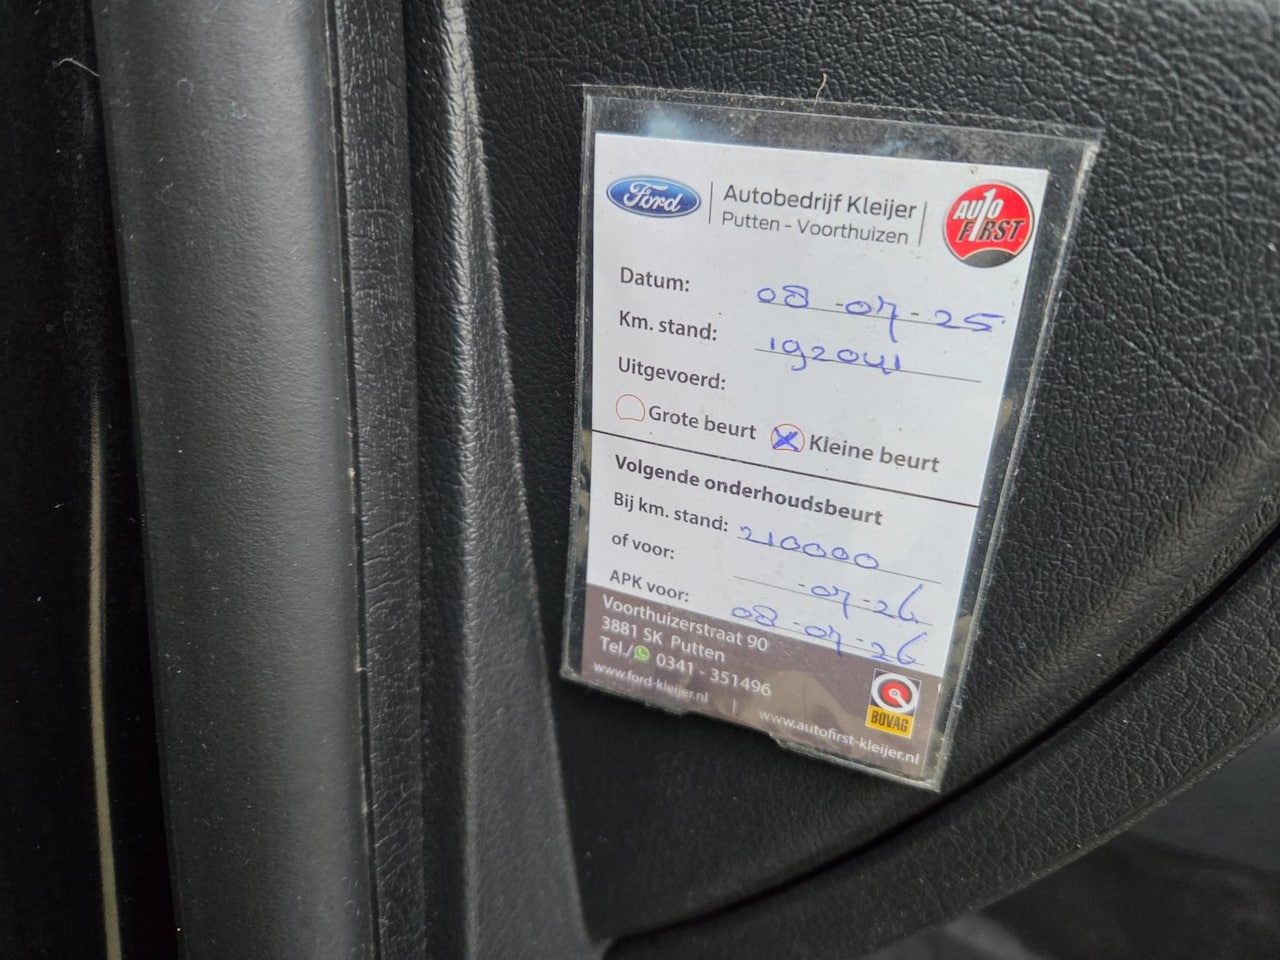 Ford
Autobedrijf Kleijer
Putten - Voorthuizen
AUTO
FIRST
Datum: 08-07-25
Km. stand: 192041
Uitgevoerd:
Grote beurt Kleine beurt
Volgende onderhoudsbeurt
Bij km. stand: 210000
of voor: -07-26
APK voor: 08-07-26
Voorthuizerstraat 90
3881 SK Putten
Tel./ 0341 - 351496
www.ford-kleijer.nl | www.autofirst-kleijer.nl
BOVAG